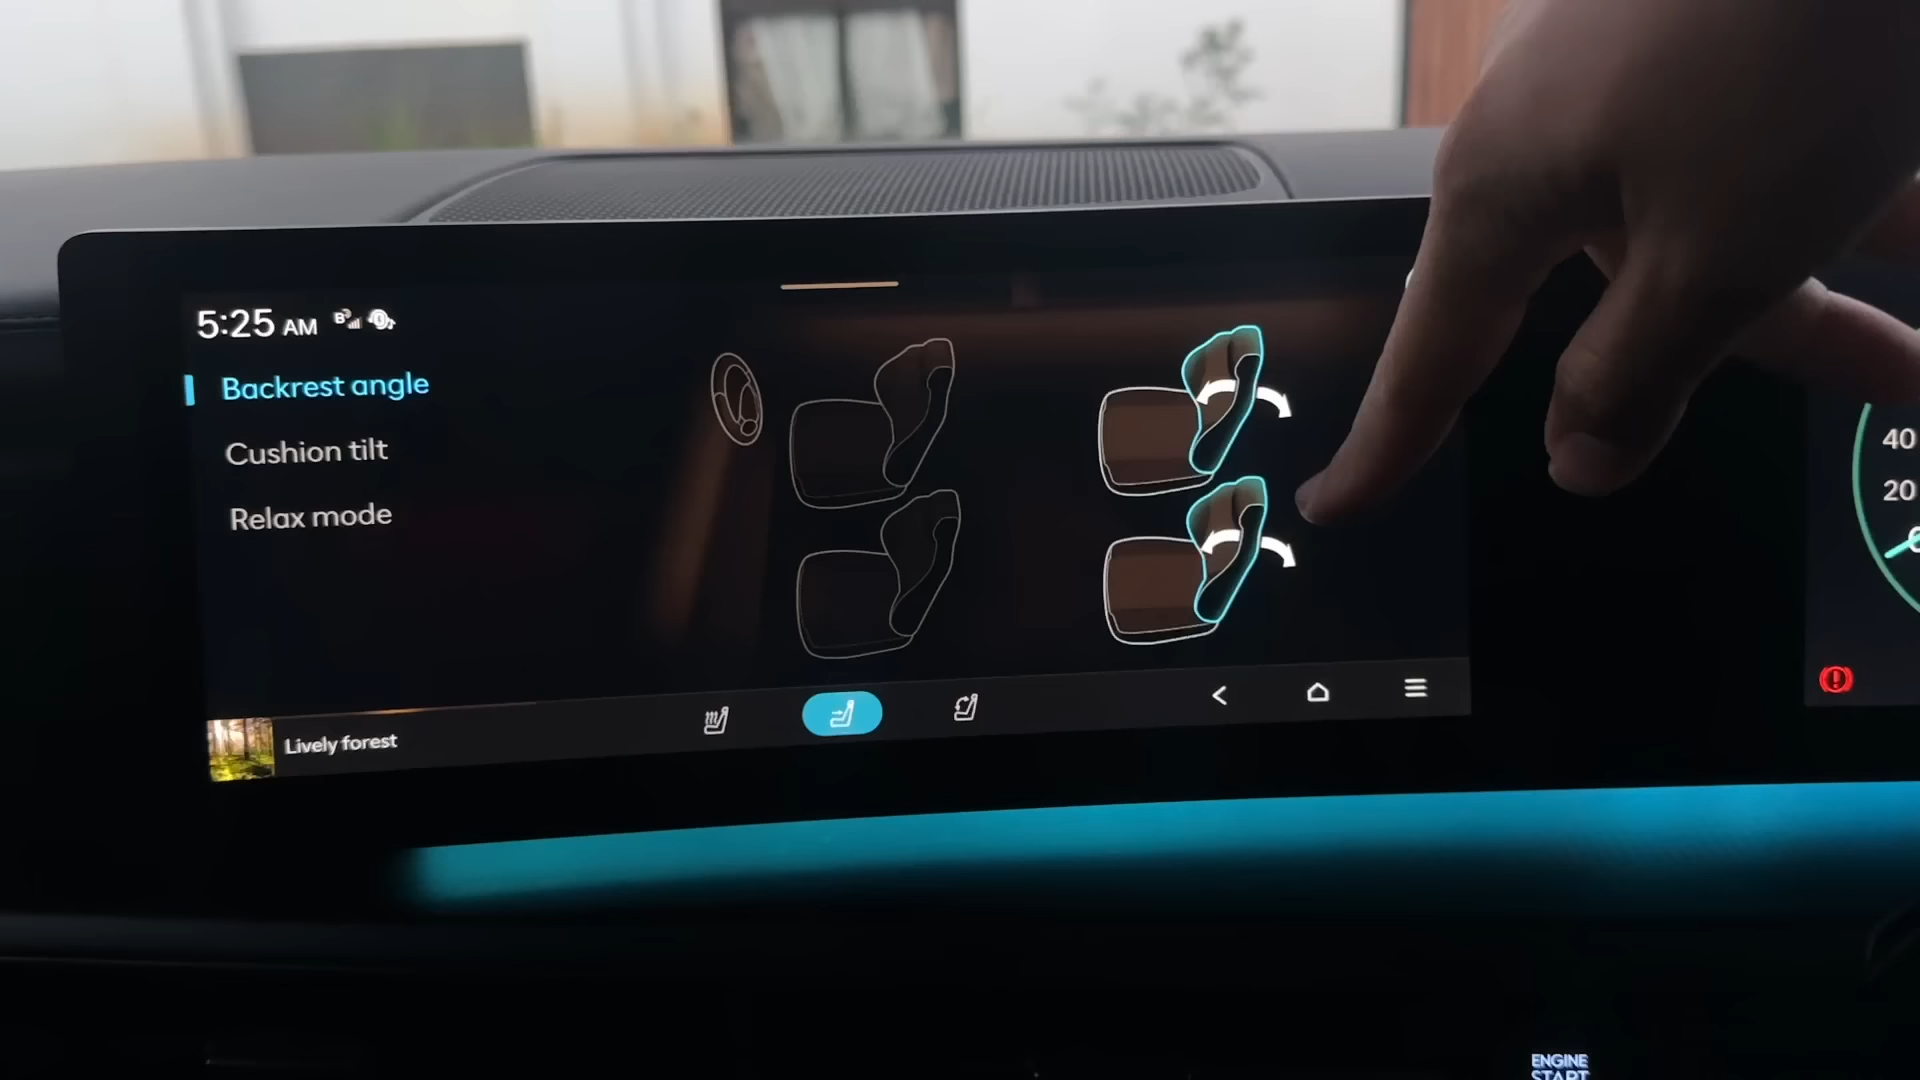 5:25 AM
Backrest angle
Cushion tilt
Relax mode
Lively forest
40
20
ENGINE
START